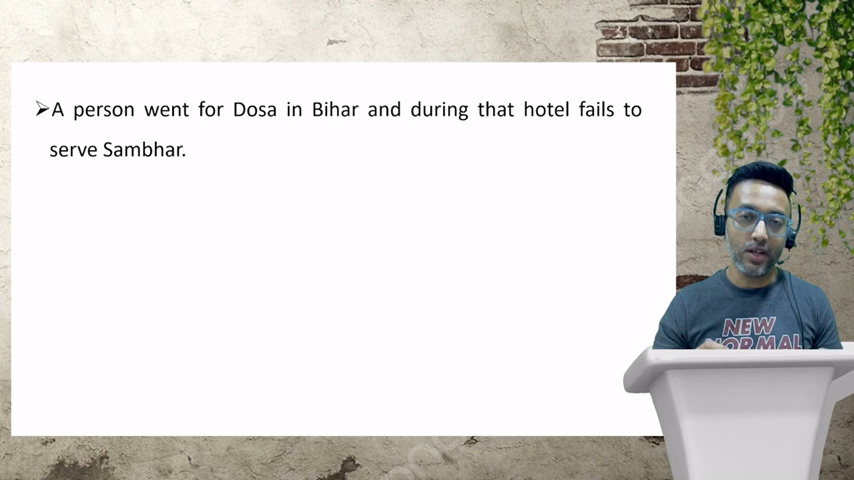 ➢A person went for Dosa in Bihar and during that hotel fails to
serve Sambhar.
NEW
NORMAL